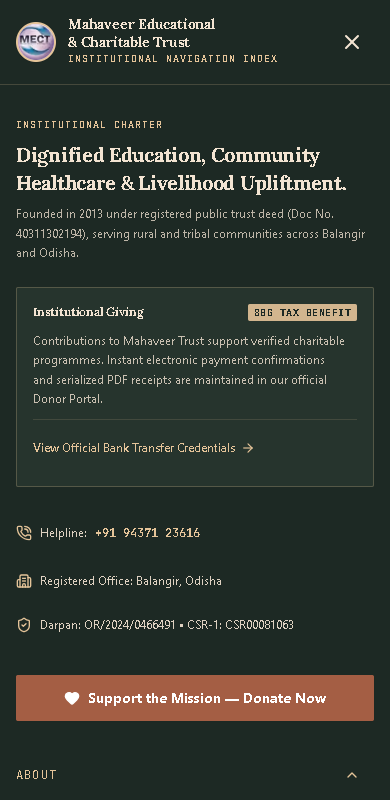 MECT
Mahaveer Educational
& Charitable Trust
INSTITUTIONAL NAVIGATION INDEX
INSTITUTIONAL CHARTER
Dignified Education, Community
Healthcare & Livelihood Upliftment.
Founded in 2013 under registered public trust deed (Doc No.
40311302194), serving rural and tribal communities across Balangir
and Odisha.
Institutional Giving
80G TAX BENEFIT
Contributions to Mahaveer Trust support verified charitable
programmes. Instant electronic payment confirmations
and serialized PDF receipts are maintained in our official
Donor Portal.
View Official Bank Transfer Credentials →
Helpline: +91 94371 23616
Registered Office: Balangir, Odisha
Darpan: OR/2024/0466491 • CSR-1: CSR00081063
Support the Mission — Donate Now
ABOUT